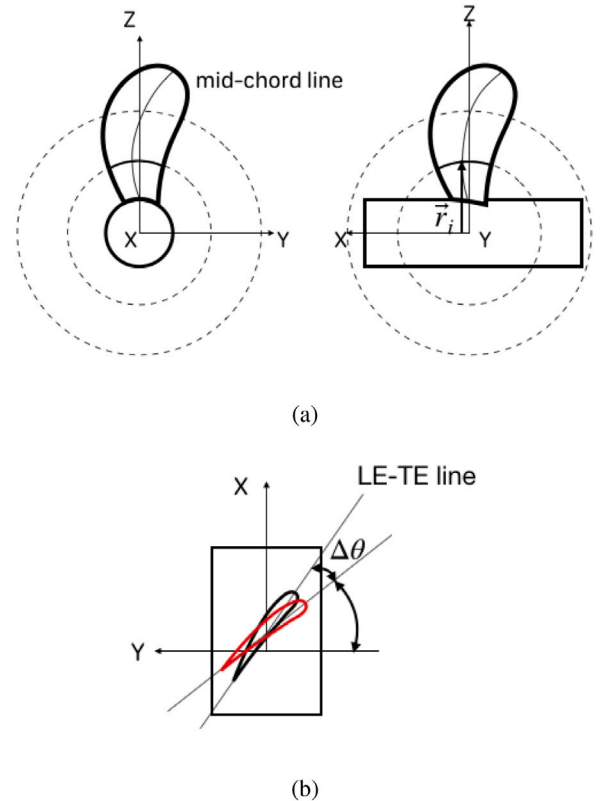 Z
mid-chord line
X
Y
Z
X
r⃗ᵢ
Y
(a)
LE-TE line
X
Δθ
Y
(b)